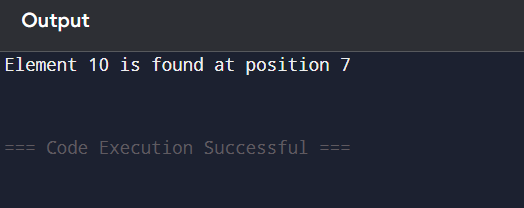 Output
Element 10 is found at position 7
=== Code Execution Successful ===